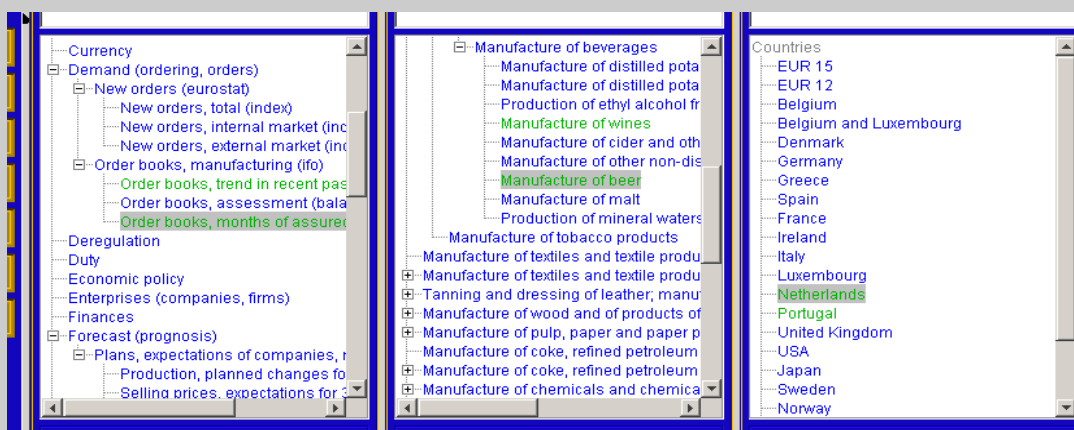 Currency
Demand (ordering, orders)
New orders (eurostat)
New orders, total (index)
New orders, internal market (inc
New orders, external market (inc
Order books, manufacturing (ifo)
Order books, trend in recent pas
Order books, assessment (bala
Order books, months of assured
Deregulation
Duty
Economic policy
Enterprises (companies, firms)
Finances
Forecast (prognosis)
Plans, expectations of companies,
Production, planned changes fo
Selling prices, expectations for 3
Manufacture of beverages
Manufacture of distilled pota
Manufacture of distilled pota
Production of ethyl alcohol fr
Manufacture of wines
Manufacture of cider and oth
Manufacture of other non-dis
Manufacture of beer
Manufacture of malt
Production of mineral waters
Manufacture of tobacco products
Manufacture of textiles and textile produ
Manufacture of textiles and textile produ
Tanning and dressing of leather; manu
Manufacture of wood and of products of
Manufacture of pulp, paper and paper p
Manufacture of coke, refined petroleum
Manufacture of coke, refined petroleum
Manufacture of chemicals and chemica
Countries
EUR 15
EUR 12
Belgium
Belgium and Luxembourg
Denmark
Germany
Greece
Spain
France
Ireland
Italy
Luxembourg
Netherlands
Portugal
United Kingdom
USA
Japan
Sweden
Norway